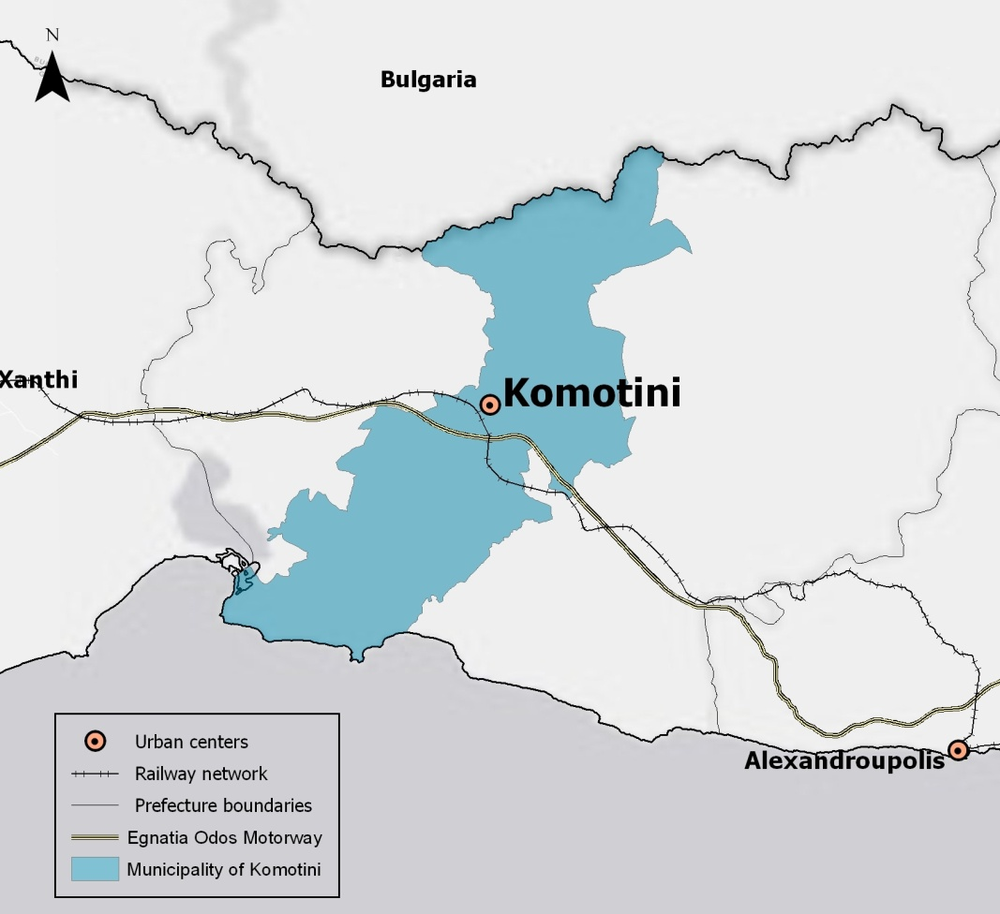 N
Bulgaria
Xanthi
Komotini
Alexandroupolis
Urban centers
Railway network
Prefecture boundaries
Egnatia Odos Motorway
Municipality of Komotini